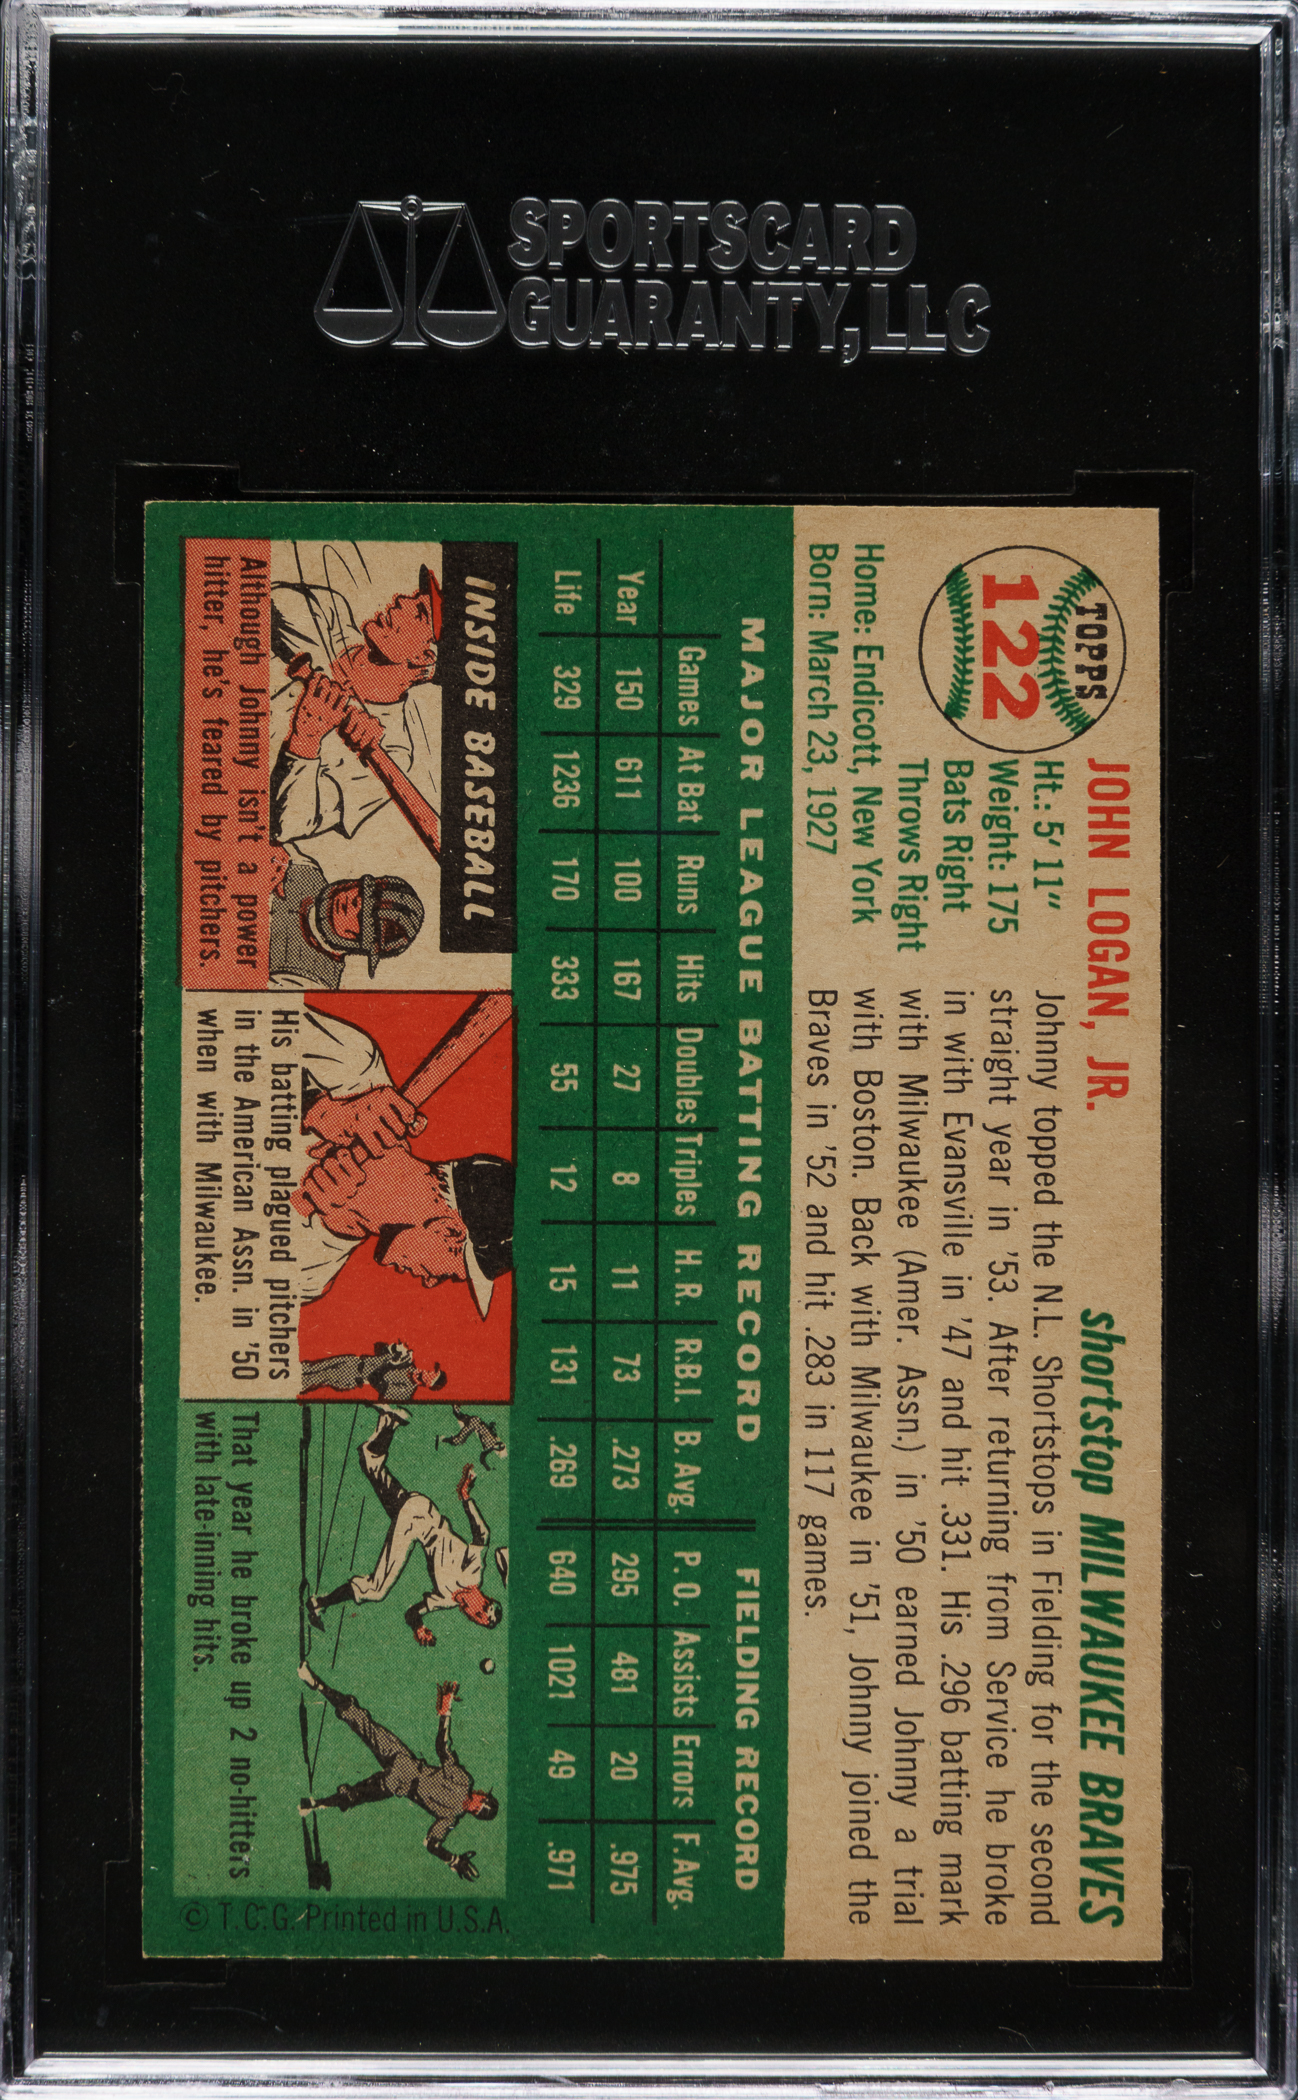 SPORTSCARD
GUARANTY, LLC
TOPPS
122
JOHN LOGAN, JR.
shortstop MILWAUKEE BRAVES
Ht.: 5' 11"
Weight: 175
Bats Right
Throws Right
Home: Endicott, New York
Born: March 23, 1927
Johnny topped the N.L. Shortstops in Fielding for the second
straight year in '53. After returning from Service he broke
in with Evansville in '47 and hit .331. His .296 batting mark
with Milwaukee (Amer. Assn.) in '50 earned Johnny a trial
with Boston. Back with Milwaukee in '51, Johnny joined the
Braves in '52 and hit .283 in 117 games.
MAJOR LEAGUE BATTING RECORD FIELDING RECORD
Games At Bat Runs Hits Doubles Triples H. R. R.B.I. B. Avg. P. O. Assists Errors F. Avg.
Year 150 611 100 167 27 8 11 73 .273 295 481 20 .975
Life 329 1236 170 333 55 12 15 131 .269 640 1021 49 .971
INSIDE BASEBALL
Although Johnny isn't a power
hitter, he's feared by pitchers.
His batting plagued pitchers
in the American Assn. in '50
when with Milwaukee.
That year he broke up 2 no-hitters
with late-inning hits.
© T. C. G. Printed in U.S.A.